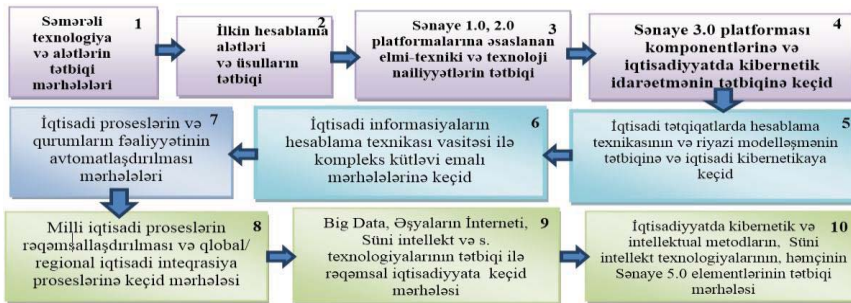 1
Səmərəli texnologiya
və alətlərin
tətbiqi
mərhələləri
2
İlkin hesablama
alətləri
və üsulların
tətbiqi
3
Sənaye 1.0, 2.0
platformalarına əsaslanan
elmi-texniki və texnoloji
nailiyyətlərin tətbiqi
4
Sənaye 3.0 platforması
komponentlərinə və
iqtisadiyyatda kibernetik
idarəetmənin tətbiqinə keçid
5
İqtisadi tətqiqatlarda hesablama
texnikasının və riyazi modelləşmənin
tətbiqinə və iqtisadi kibernetikaya
keçid
6
İqtisadi informasiyaların
hesablama texnikası vasitəsi ilə
kompleks kütləvi emalı
mərhələlərinə keçid
7
İqtisadi proseslərin və
qurumların fəaliyyətinin
avtomatlaşdırılması
mərhələləri
8
Milli iqtisadi proseslərin
rəqəmsallaşdırılması və qlobal/
regional iqtisadi inteqrasiya
proseslərinə keçid mərhələsi
9
Big Data, Əşyaların İnterneti,
Süni intellekt və s.
texnologiyalarının tətbiqi ilə
rəqəmsal iqtisadiyyata keçid
mərhələsi
10
İqtisadiyyatda kibernetik və
intellektual metodların, Süni
intellekt texnologiyalarının, həmçinin
Sənaye 5.0 elementlərinin tətbiqi
mərhələsi